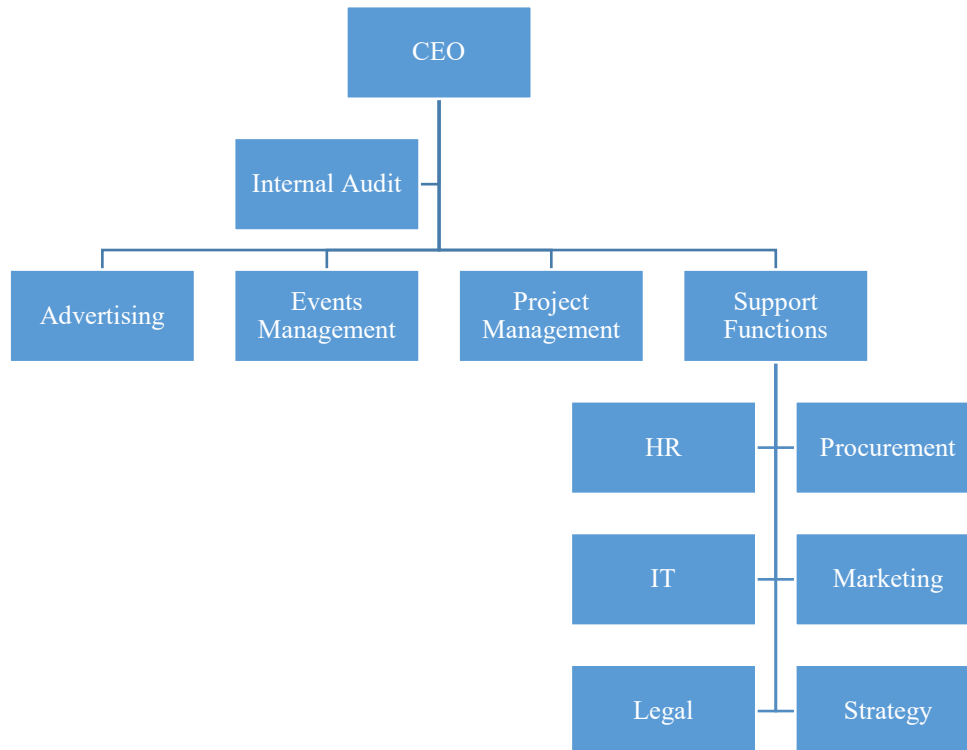 CEO
Internal Audit
Advertising
Events
Management
Project
Management
Support
Functions
HR
Procurement
IT
Marketing
Legal
Strategy